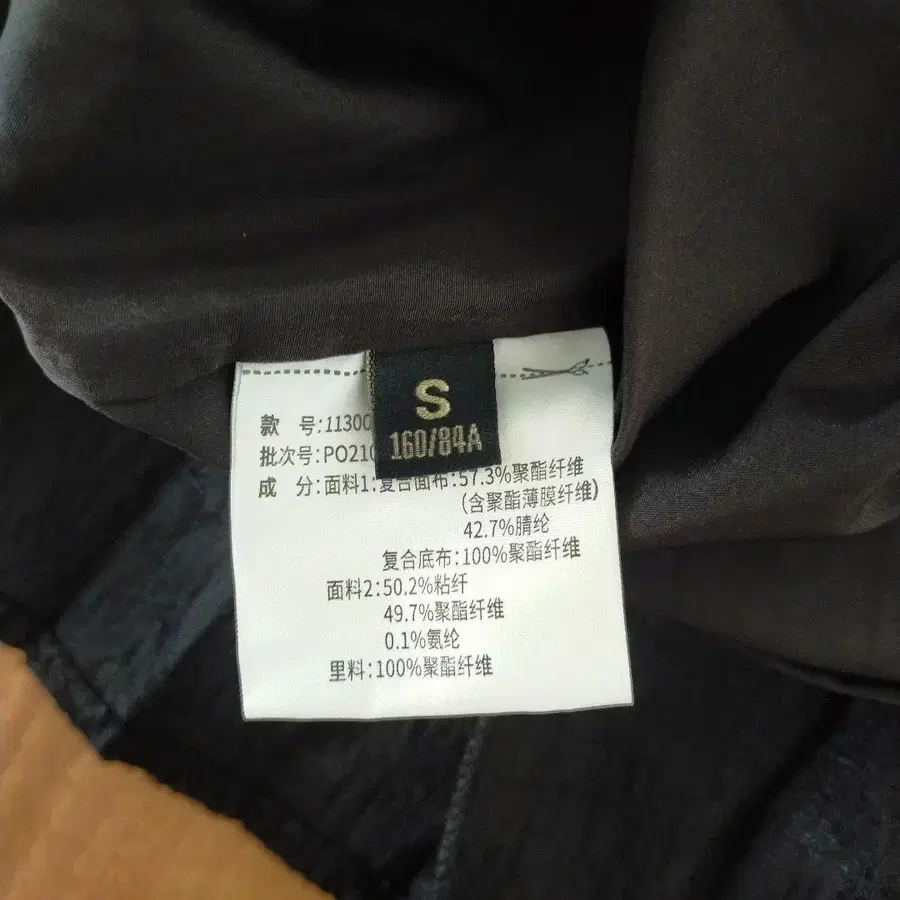 S
160/84A
款 号:11300
批次号:PO210
成 分:面料1:复合面布:57.3%聚酯纤维
(含聚酯薄膜纤维)
42.7%腈纶
复合底布:100%聚酯纤维
面料2:50.2%粘纤
49.7%聚酯纤维
0.1%氨纶
里料:100%聚酯纤维